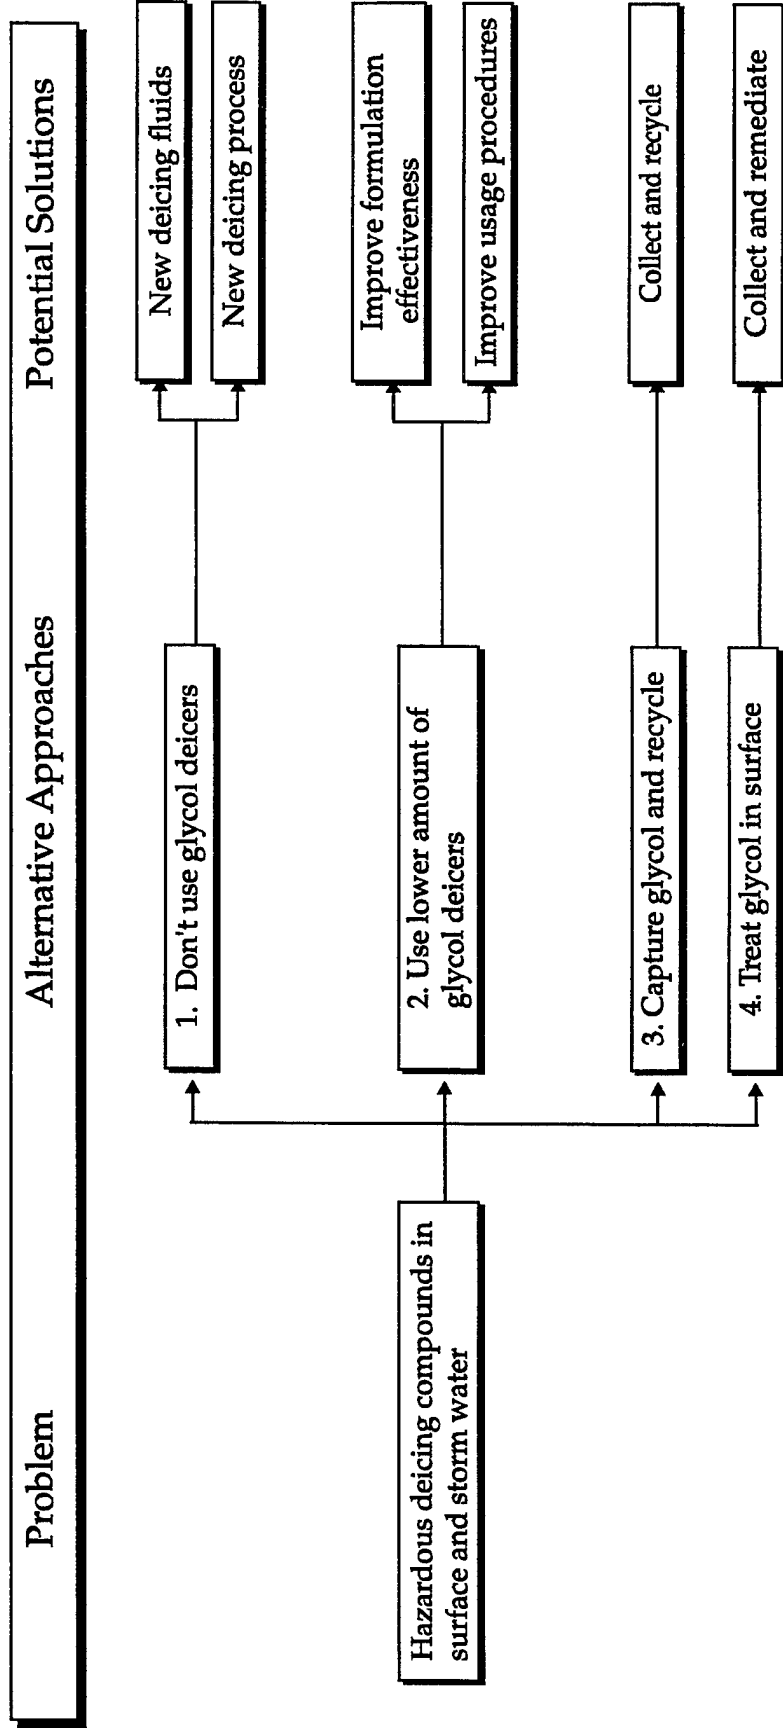 Problem
Alternative Approaches
Potential Solutions
Hazardous deicing compounds in
surface and storm water
1. Don't use glycol deicers
2. Use lower amount of
glycol deicers
3. Capture glycol and recycle
4. Treat glycol in surface
New deicing fluids
New deicing process
Improve formulation
effectiveness
Improve usage procedures
Collect and recycle
Collect and remediate